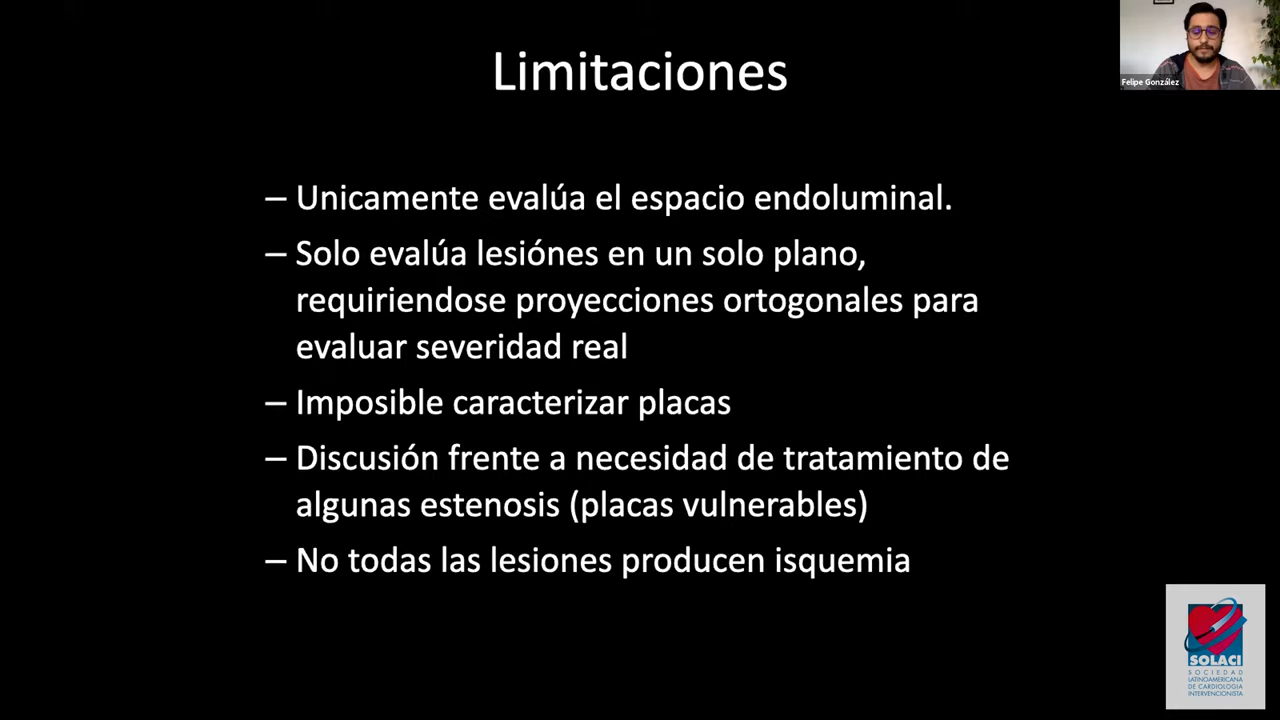 Limitaciones
Felipe González
– Unicamente evalúa el espacio endoluminal.
– Solo evalúa lesiónes en un solo plano,
requiriendose proyecciones ortogonales para
evaluar severidad real
– Imposible caracterizar placas
– Discusión frente a necesidad de tratamiento de
algunas estenosis (placas vulnerables)
– No todas las lesiones producen isquemia
SOLACI
SOCIEDAD
LATINOAMERICANA
DE CARDIOLOGIA
INTERVENCIONISTA